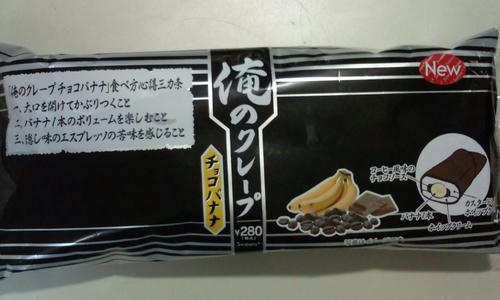 「俺のクレープ チョコバナナ」食べ方心得三カ条
一、大口を開けてかぶりつくこと
二、バナナ1本のボリュームを楽しむこと
三、隠し味のエスプレッソの苦味を感じること
俺のクレープ
チョコバナナ
¥280
New
コーヒー風味の
チョコソース
バナナ1本
ホイップクリーム